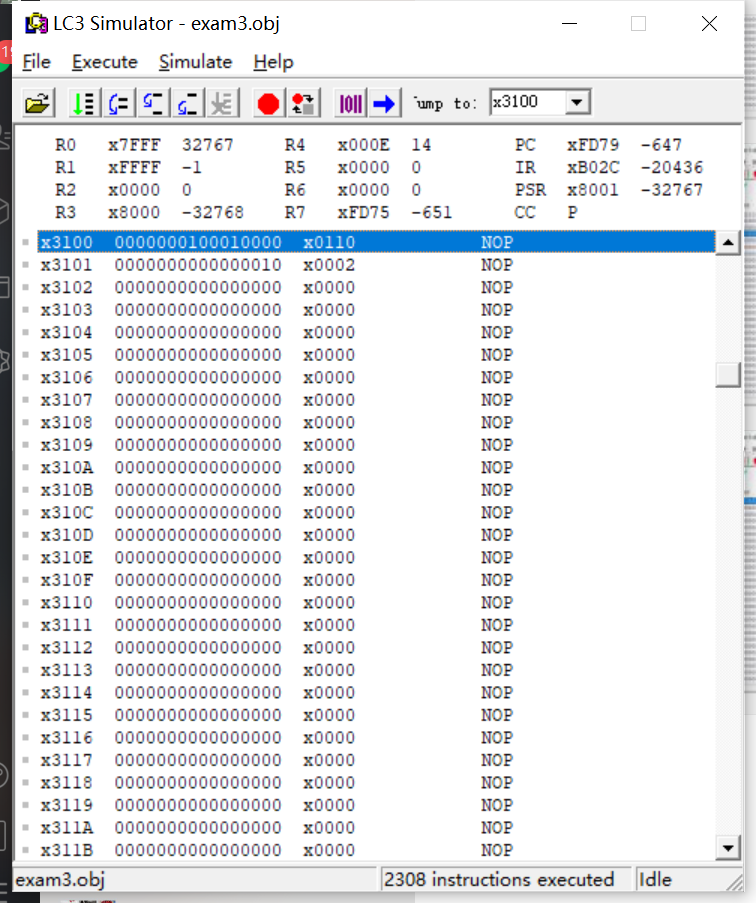 LC3 Simulator - exam3.obj
File Execute Simulate Help
Jump to: x3100
R0 x7FFF 32767 R4 x000E 14 PC xFD79 -647
R1 xFFFF -1 R5 x0000 0 IR xB02C -20436
R2 x0000 0 R6 x0000 0 PSR x8001 -32767
R3 x8000 -32768 R7 xFD75 -651 CC P
x3100 0000000100010000 x0110 NOP
x3101 0000000000000010 x0002 NOP
x3102 0000000000000000 x0000 NOP
x3103 0000000000000000 x0000 NOP
x3104 0000000000000000 x0000 NOP
x3105 0000000000000000 x0000 NOP
x3106 0000000000000000 x0000 NOP
x3107 0000000000000000 x0000 NOP
x3108 0000000000000000 x0000 NOP
x3109 0000000000000000 x0000 NOP
x310A 0000000000000000 x0000 NOP
x310B 0000000000000000 x0000 NOP
x310C 0000000000000000 x0000 NOP
x310D 0000000000000000 x0000 NOP
x310E 0000000000000000 x0000 NOP
x310F 0000000000000000 x0000 NOP
x3110 0000000000000000 x0000 NOP
x3111 0000000000000000 x0000 NOP
x3112 0000000000000000 x0000 NOP
x3113 0000000000000000 x0000 NOP
x3114 0000000000000000 x0000 NOP
x3115 0000000000000000 x0000 NOP
x3116 0000000000000000 x0000 NOP
x3117 0000000000000000 x0000 NOP
x3118 0000000000000000 x0000 NOP
x3119 0000000000000000 x0000 NOP
x311A 0000000000000000 x0000 NOP
x311B 0000000000000000 x0000 NOP
exam3.obj 2308 instructions executed Idle